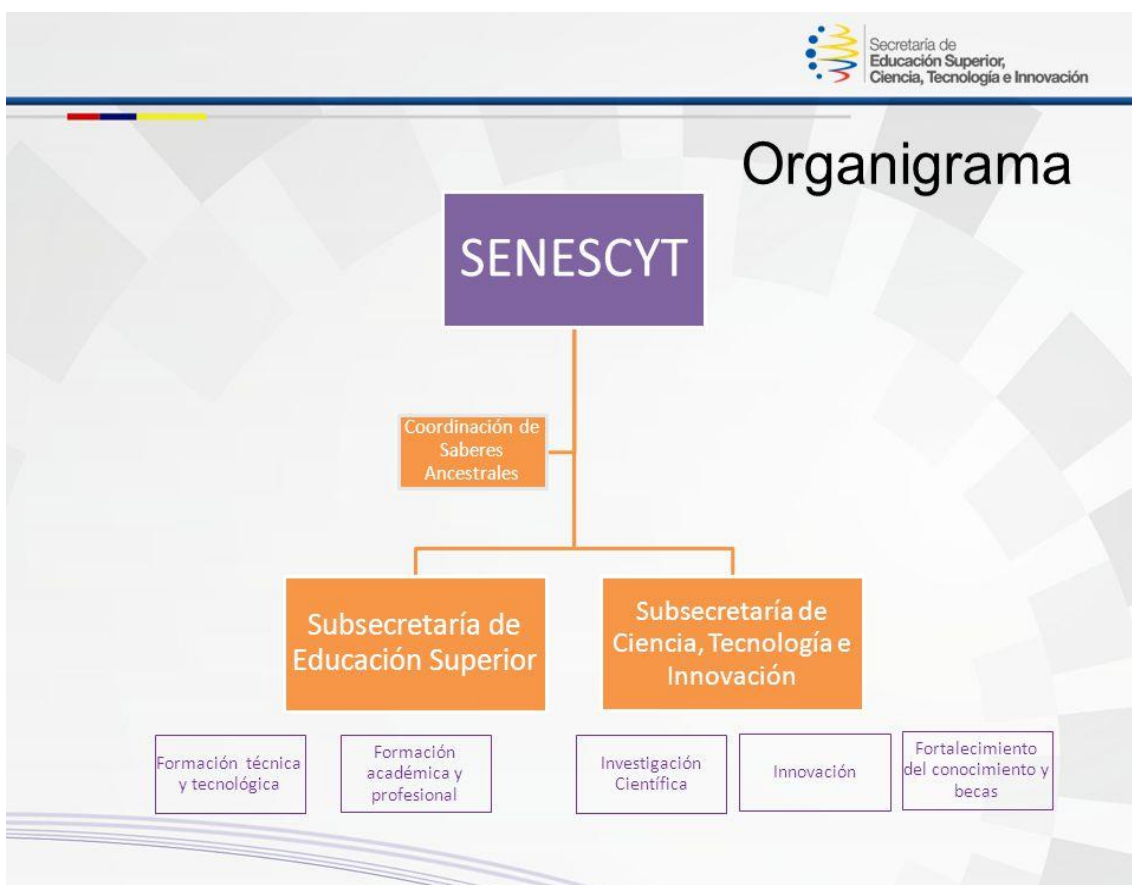 Secretaría de
Educación Superior,
Ciencia, Tecnología e Innovación
Organigrama
SENESCYT
Coordinación de
Saberes
Ancestrales
Subsecretaría de
Educación Superior
Subsecretaría de
Ciencia, Tecnología e
Innovación
Formación técnica
y tecnológica
Formación
académica y
profesional
Investigación
Científica
Innovación
Fortalecimiento
del conocimiento y
becas